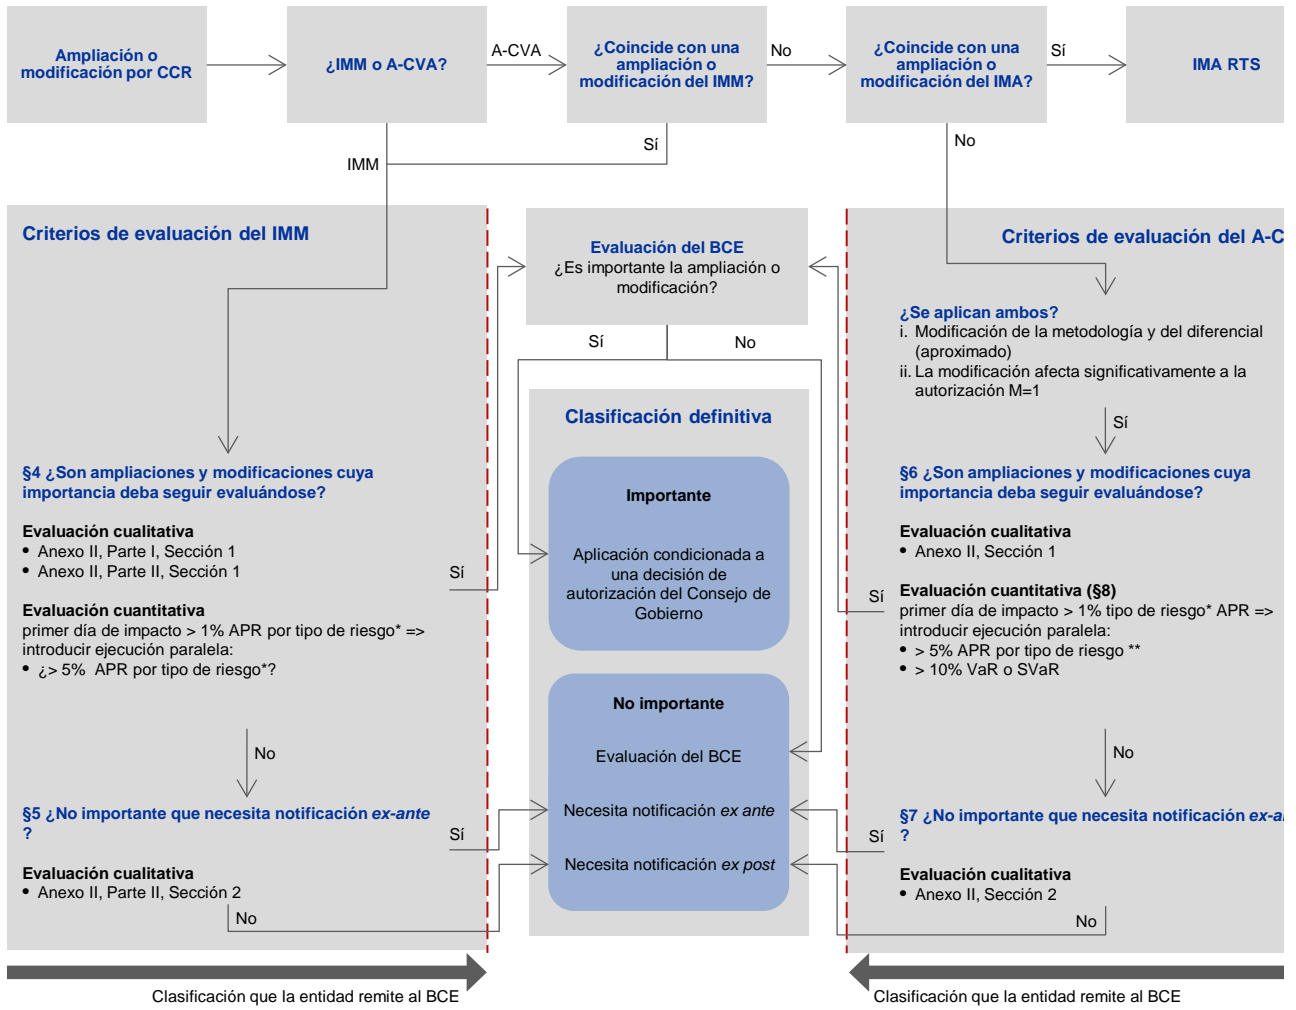 Ampliación o
modificación por CCR
¿IMM o A-CVA?
A-CVA
¿Coincide con una
ampliación o
modificación del IMM?
No
¿Coincide con una
ampliación o
modificación del IMA?
Sí
IMA RTS
IMM
Sí
No
Criterios de evaluación del IMM
§4 ¿Son ampliaciones y modificaciones cuya
importancia deba seguir evaluándose?
Evaluación cualitativa
• Anexo II, Parte I, Sección 1
• Anexo II, Parte II, Sección 1
Sí
Evaluación cuantitativa
primer día de impacto > 1% APR por tipo de riesgo* =>
introducir ejecución paralela:
• ¿> 5%  APR por tipo de riesgo*?
No
§5 ¿No importante que necesita notificación ex-ante
?
Sí
Evaluación cualitativa
• Anexo II, Parte II, Sección 2
No
Evaluación del BCE
¿Es importante la ampliación o
modificación?
Sí
No
Clasificación definitiva
Importante
Aplicación condicionada a
una decisión de
autorización del Consejo de
Gobierno
No importante
Evaluación del BCE
Necesita notificación ex ante
Necesita notificación ex post
Criterios de evaluación del A-C
¿Se aplican ambos?
i. Modificación de la metodología y del diferencial
(aproximado)
ii. La modificación afecta significativamente a la
autorización M=1
Sí
§6 ¿Son ampliaciones y modificaciones cuya
importancia deba seguir evaluándose?
Evaluación cualitativa
• Anexo II, Sección 1
Sí
Evaluación cuantitativa (§8)
primer día de impacto > 1% tipo de riesgo* APR =>
introducir ejecución paralela:
• > 5% APR por tipo de riesgo **
• > 10% VaR o SVaR
No
§7 ¿No importante que necesita notificación ex-a
?
Sí
Evaluación cualitativa
• Anexo II, Sección 2
No
Clasificación que la entidad remite al BCE
Clasificación que la entidad remite al BCE